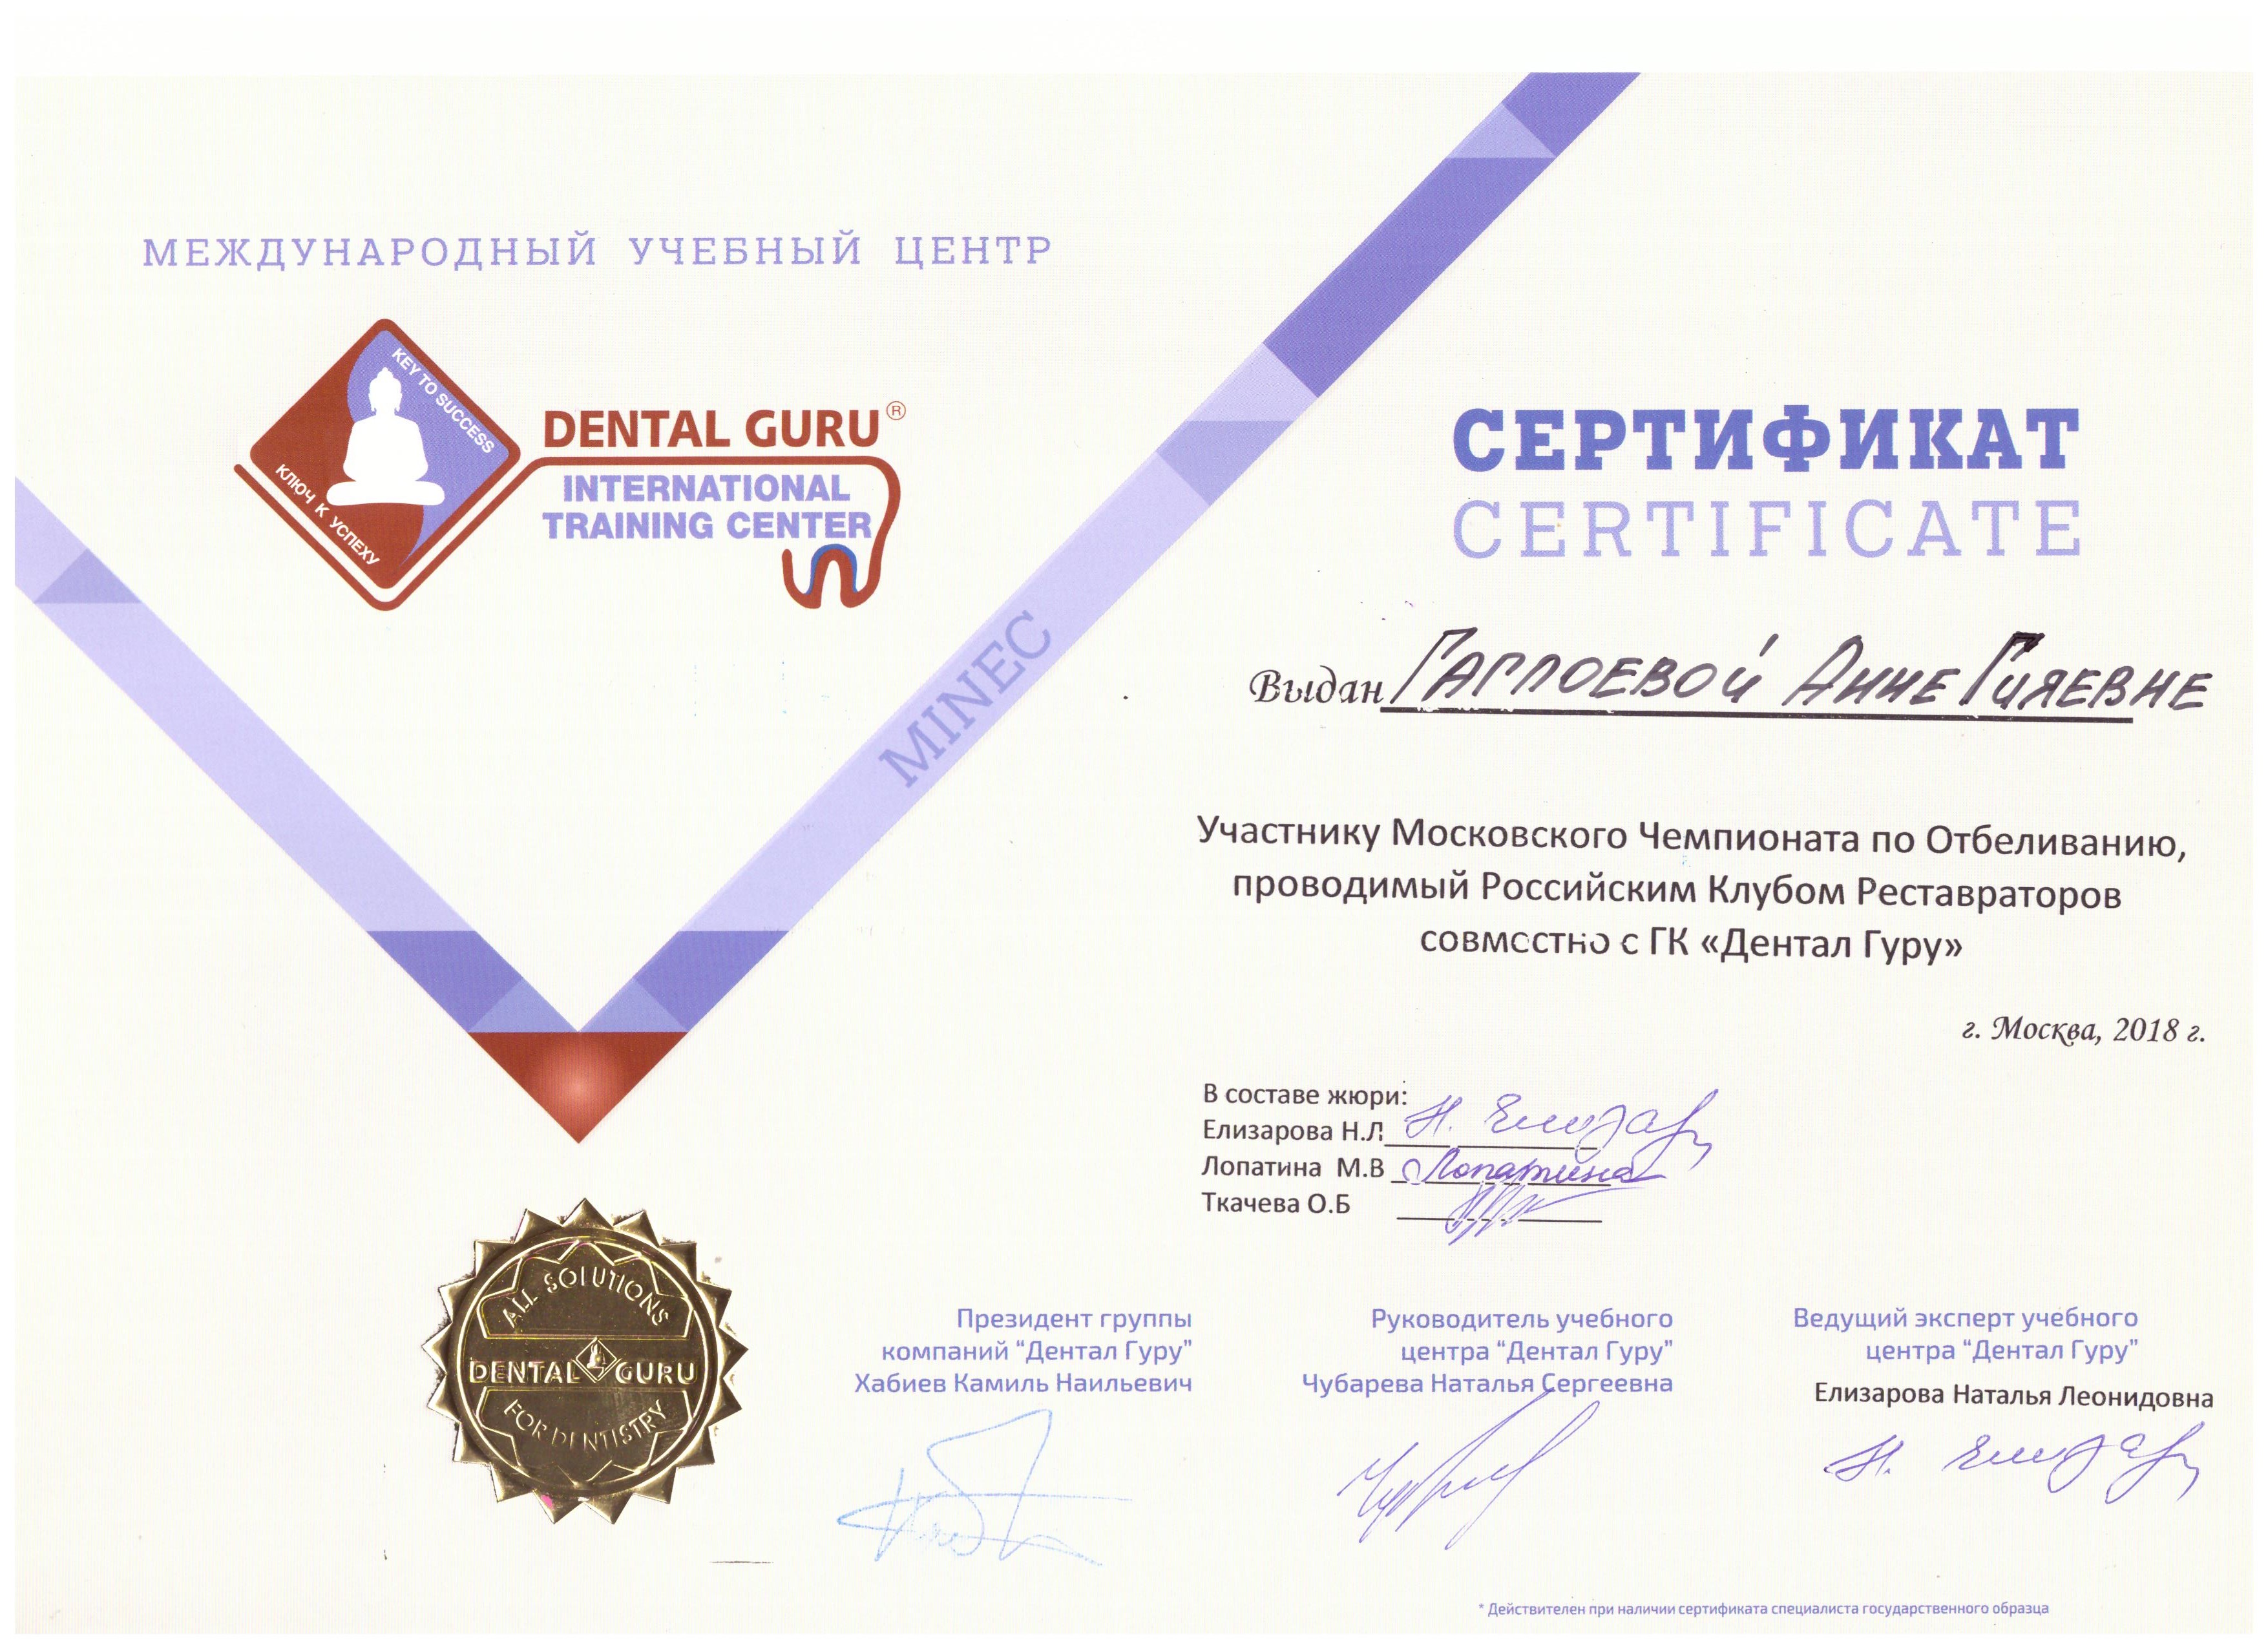 МЕЖДУНАРОДНЫЙ УЧЕБНЫЙ ЦЕНТР
KEY TO SUCCESS
КЛЮЧ К УСПЕХУ
DENTAL GURU®
INTERNATIONAL
TRAINING CENTER
MINEC
СЕРТИФИКАТ
CERTIFICATE
Выдан Гаглоевой Анне Гияевне
Участнику Московского Чемпионата по Отбеливанию,
проводимый Российским Клубом Реставраторов
совместно с ГК «Дентал Гуру»
г. Москва, 2018 г.
В составе жюри:
Елизарова Н.Л Н. Елизар
Лопатина М.В Лопатина
Ткачева О.Б
ALL SOLUTIONS
DENTAL GURU
FOR DENTISTRY
Президент группы
компаний “Дентал Гуру”
Хабиев Камиль Наильевич
Руководитель учебного
центра “Дентал Гуру”
Чубарева Наталья Сергеевна
Ведущий эксперт учебного
центра “Дентал Гуру”
Елизарова Наталья Леонидовна
Н. Елизар
* Действителен при наличии сертификата специалиста государственного образца